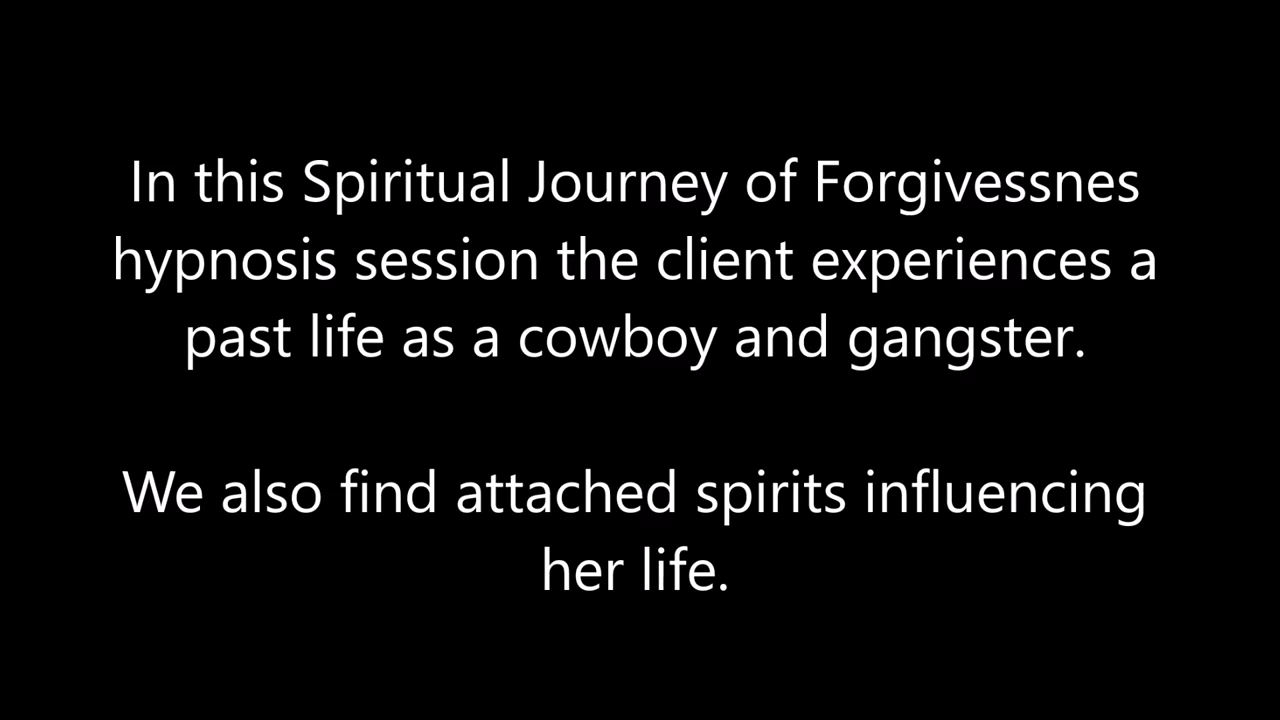 In this Spiritual Journey of Forgivessnes
hypnosis session the client experiences a
past life as a cowboy and gangster.
We also find attached spirits influencing
her life.